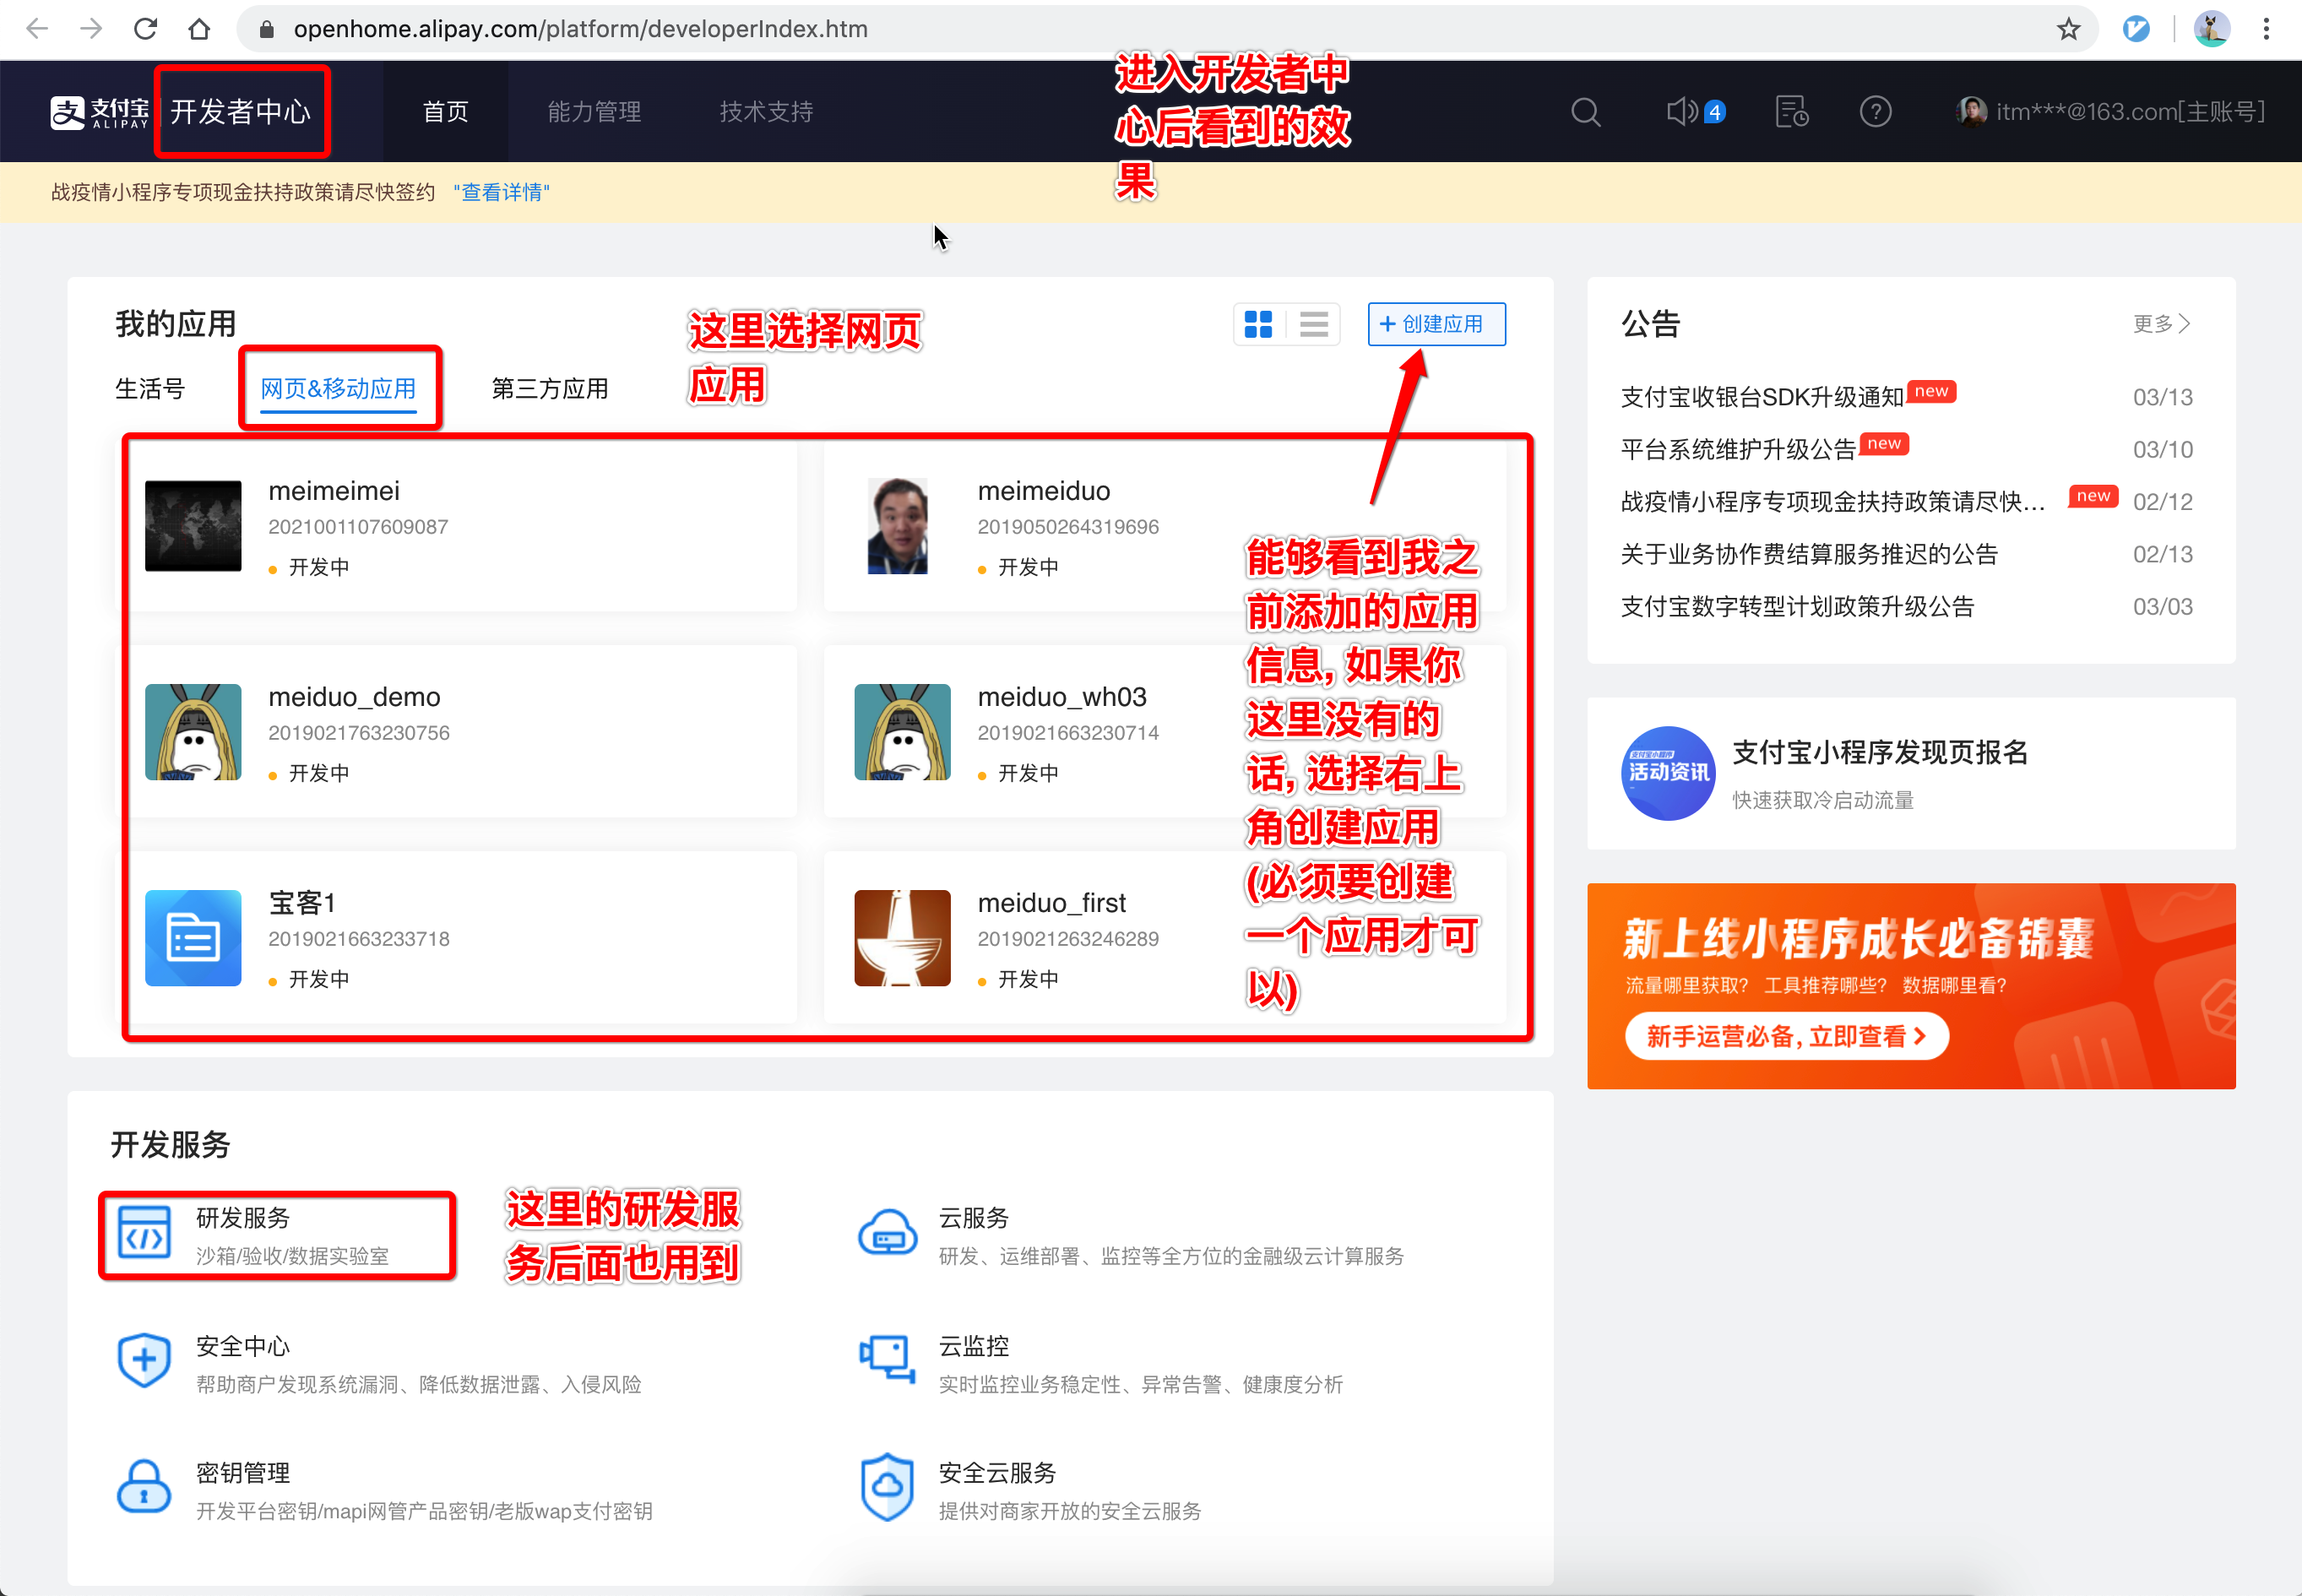 openhome.alipay.com/platform/developerIndex.htm
支 支付宝 ALIPAY 开发者中心 首页 能力管理 技术支持 4 ? itm***@163.com[主账号]
进入开发者中
心后看到的效
果
战疫情小程序专项现金扶持政策请尽快签约 "查看详情"
我的应用
+ 创建应用
这里选择网页
应用
生活号 网页&移动应用 第三方应用
meimeimei
2021001107609087
开发中
meimeiduo
2019050264319696
开发中
meiduo_demo
2019021763230756
开发中
meiduo_wh03
2019021663230714
开发中
宝客1
2019021663233718
开发中
meiduo_first
2019021263246289
开发中
能够看到我之
前添加的应用
信息, 如果你
这里没有的
话, 选择右上
角创建应用
(必须要创建
一个应用才可
以)
公告 更多
支付宝收银台SDK升级通知 new 03/13
平台系统维护升级公告 new 03/10
战疫情小程序专项现金扶持政策请尽快... new 02/12
关于业务协作费结算服务推迟的公告 02/13
支付宝数字转型计划政策升级公告 03/03
支付宝小程序
活动资讯
支付宝小程序发现页报名
快速获取冷启动流量
新上线小程序成长必备锦囊
流量哪里获取? 工具推荐哪些? 数据哪里看?
新手运营必备, 立即查看
开发服务
研发服务
沙箱/验收/数据实验室
这里的研发服
务后面也用到
云服务
研发、运维部署、监控等全方位的金融级云计算服务
安全中心
帮助商户发现系统漏洞、降低数据泄露、入侵风险
云监控
实时监控业务稳定性、异常告警、健康度分析
密钥管理
开发平台密钥/mapi网管产品密钥/老版wap支付密钥
安全云服务
提供对商家开放的安全云服务